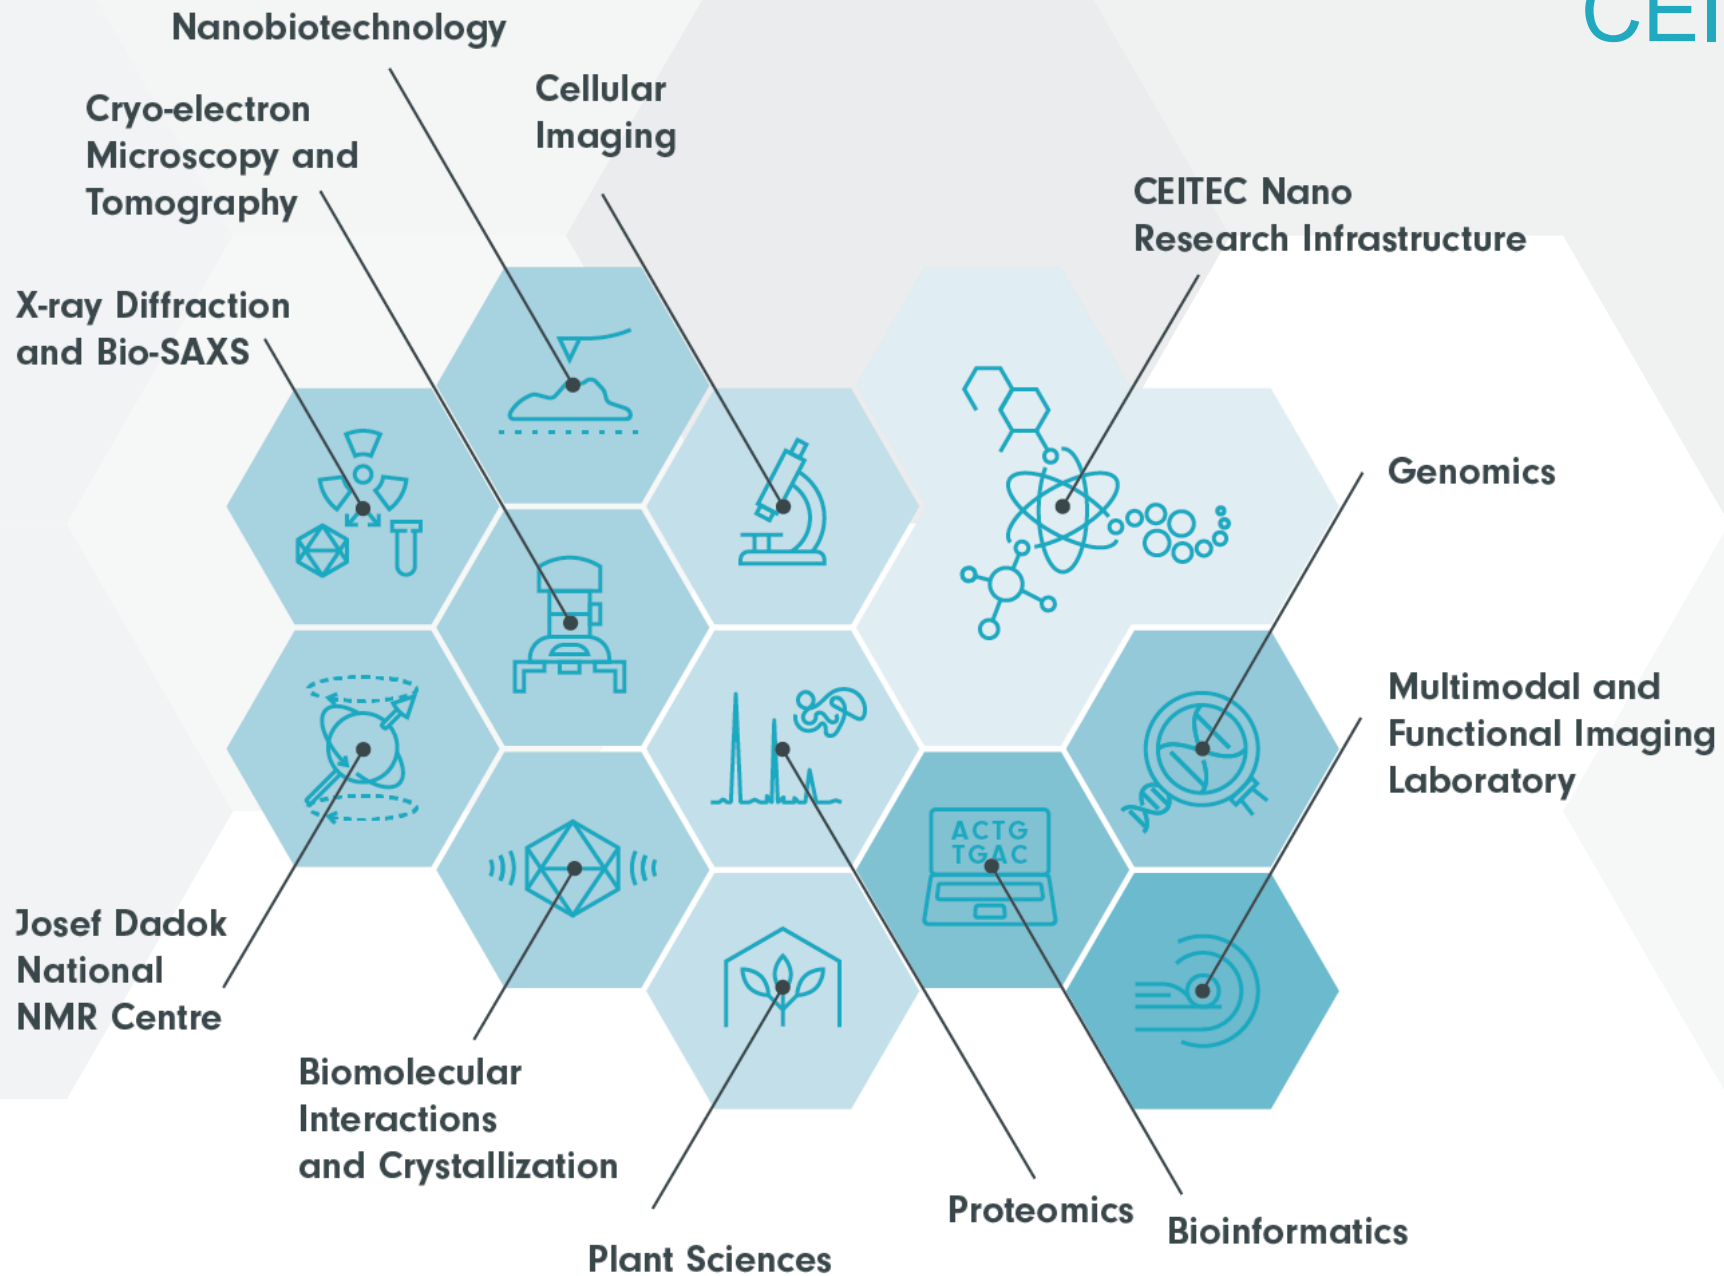 CEI
Nanobiotechnology
Cellular
Imaging
Cryo-electron
Microscopy and
Tomography
CEITEC Nano
Research Infrastructure
X-ray Diffraction
and Bio-SAXS
Genomics
Multimodal and
Functional Imaging
Laboratory
ACTG
TGAC
Josef Dadok
National
NMR Centre
Biomolecular
Interactions
and Crystallization
Proteomics
Bioinformatics
Plant Sciences